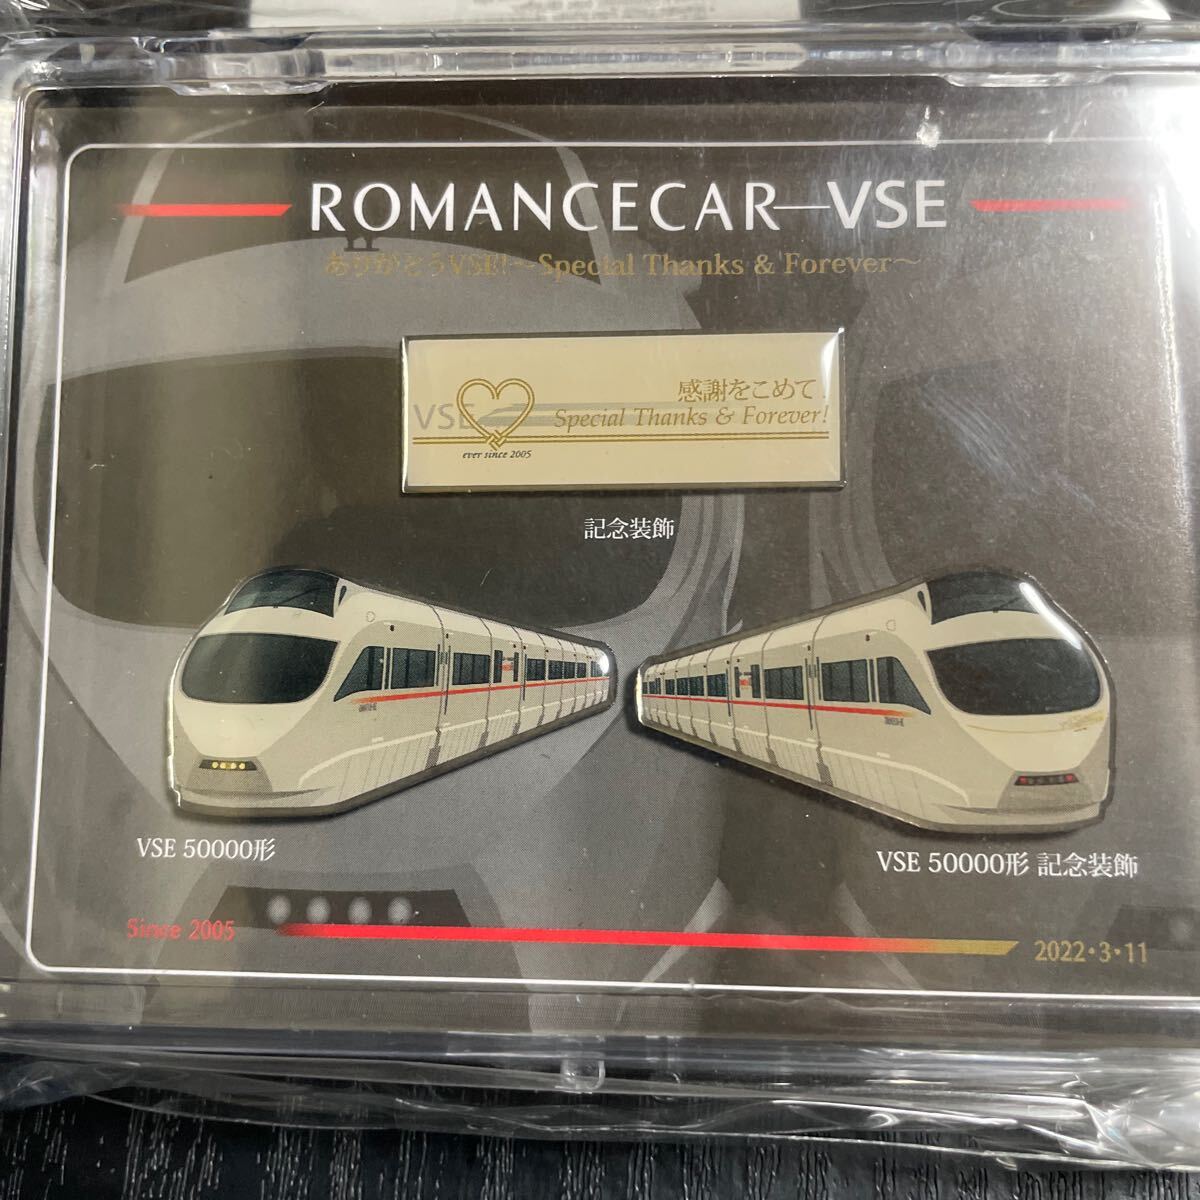 ROMANCECAR—VSE
ありがとうVSE!～Special Thanks & Forever～
感謝をこめて
VSE
Special Thanks & Forever!
ever since 2005
記念装飾
VSE 50000形
VSE 50000形 記念装飾
Since 2005
2022・3・11